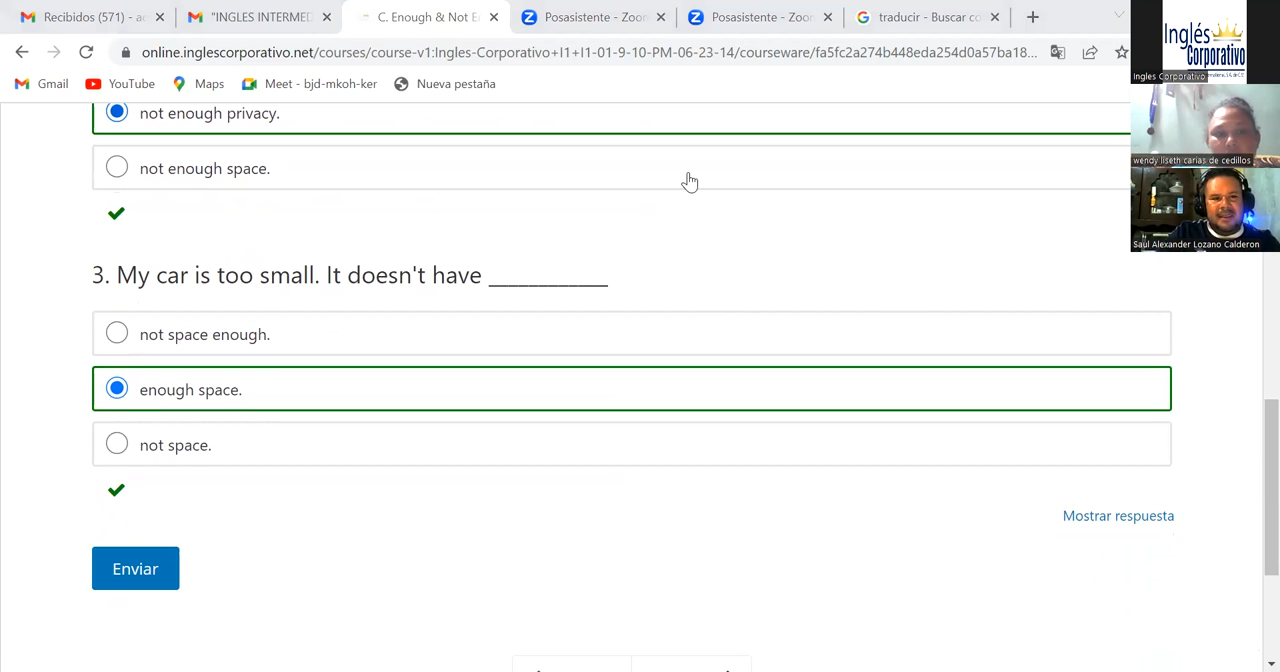 Recibidos (571) - a
"INGLES INTERMED
C. Enough & Not E
Posasistente - Zoo
Posasistente - Zoo
traducir - Buscar co
online.inglescorporativo.net/courses/course-v1:Ingles-Corporativo+I1+I1-01-9-10-PM-06-23-14/courseware/fa5fc2a274b448eda254d0a57ba18...
Gmail
YouTube
Maps
Meet - bjd-mkoh-ker
Nueva pestaña
Inglés
Corporativo
Ingles Corporativo
wendy liseth carias de cedillos
Saul Alexander Lozano Calderon
not enough privacy.
not enough space.
3. My car is too small. It doesn't have ____________
not space enough.
enough space.
not space.
Mostrar respuesta
Enviar